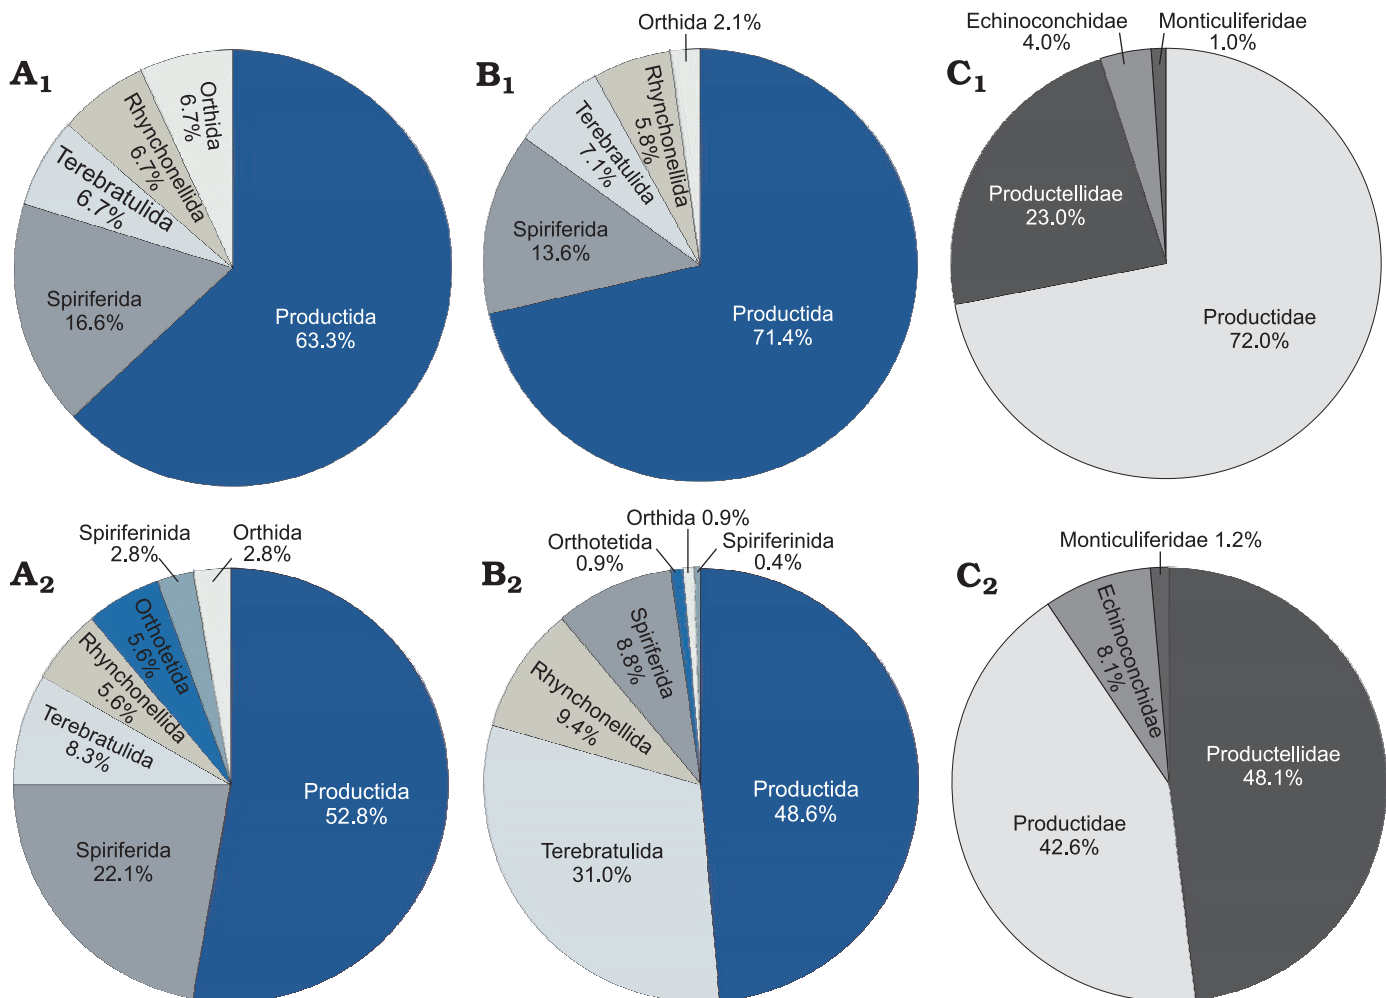 A1
Orthida
6.7%
Rhynchonellida
6.7%
Terebratulida
6.7%
Spiriferida
16.6%
Productida
63.3%
B1
Orthida 2.1%
Rhynchonellida
5.8%
Terebratulida
7.1%
Spiriferida
13.6%
Productida
71.4%
C1
Echinoconchidae
4.0%
Monticuliferidae
1.0%
Productellidae
23.0%
Productidae
72.0%
A2
Spiriferinida
2.8%
Orthida
2.8%
Orthotetida
5.6%
Rhynchonellida
5.6%
Terebratulida
8.3%
Spiriferida
22.1%
Productida
52.8%
B2
Orthida 0.9%
Orthotetida
0.9%
Spiriferinida
0.4%
Spiriferida
8.8%
Rhynchonellida
9.4%
Terebratulida
31.0%
Productida
48.6%
C2
Monticuliferidae 1.2%
Echinoconchidae
8.1%
Productellidae
48.1%
Productidae
42.6%